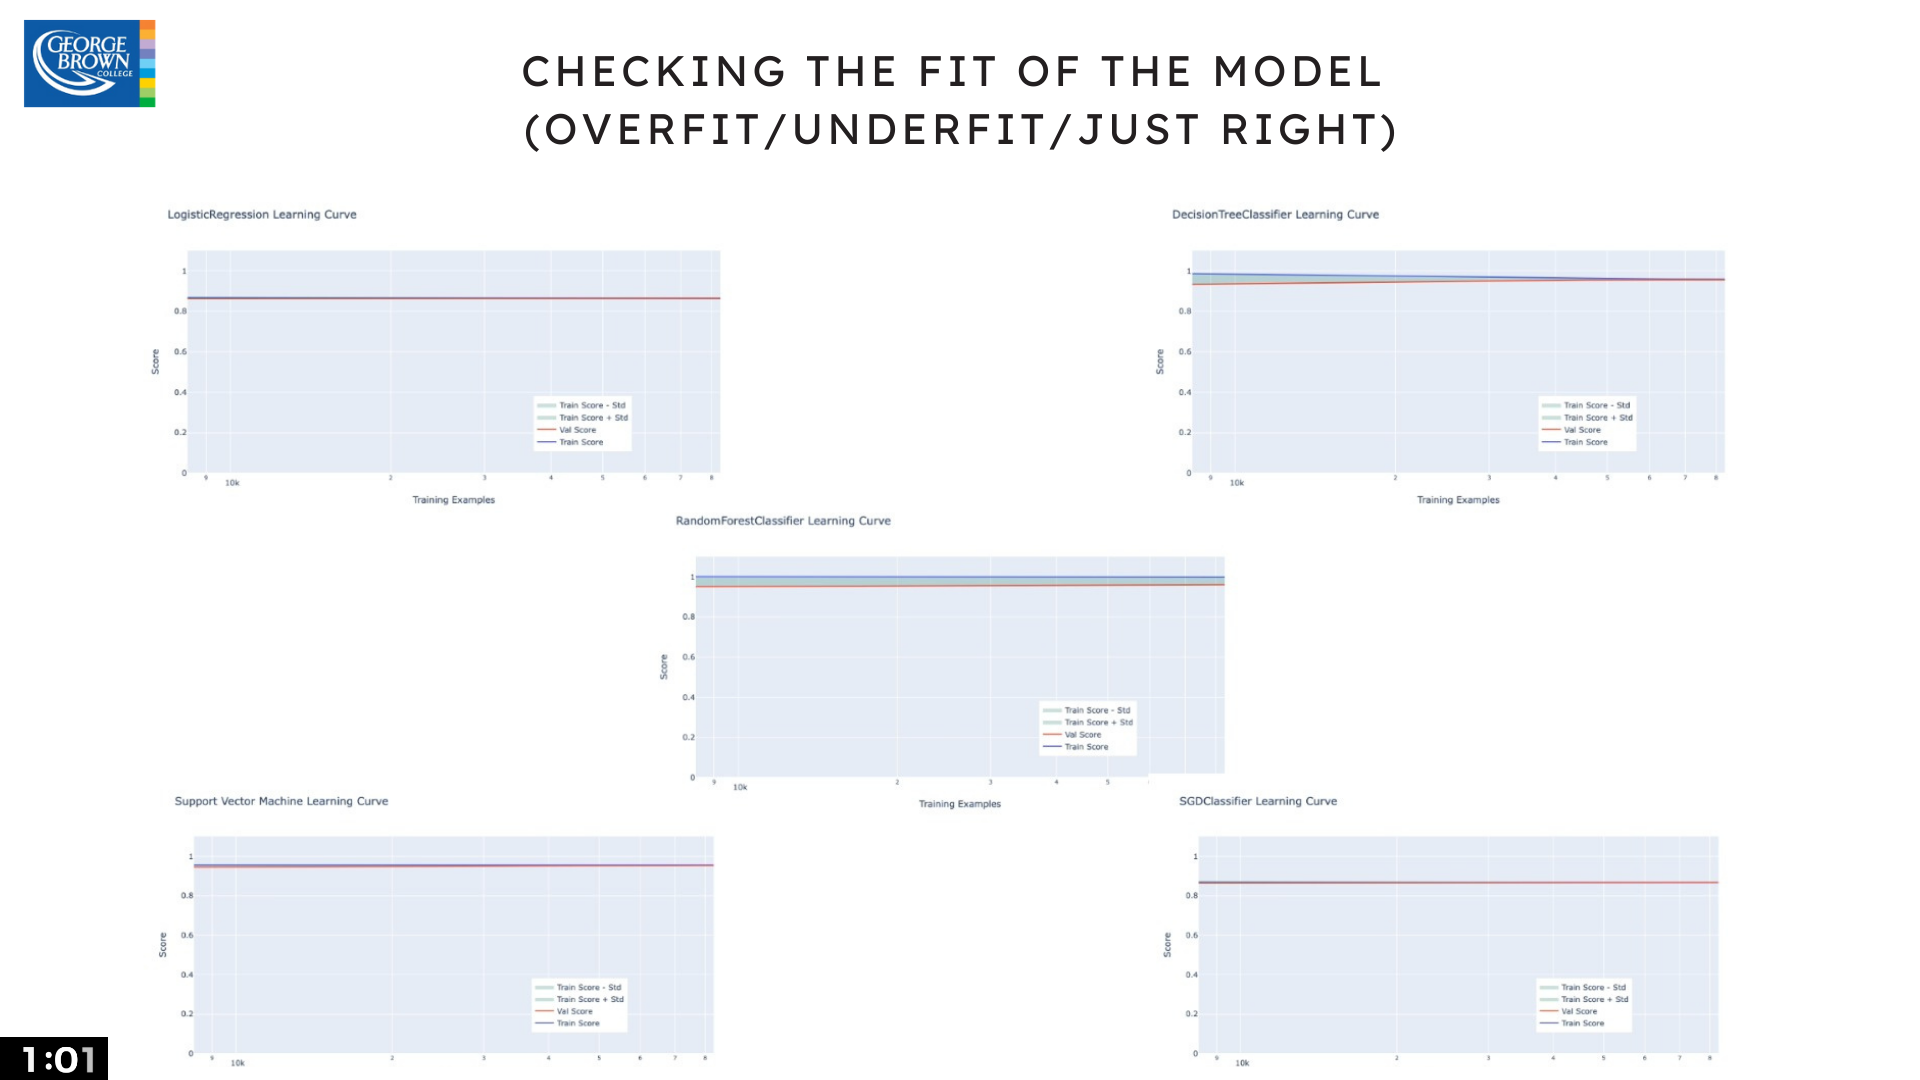 GEORGE
BROWN
COLLEGE
CHECKING THE FIT OF THE MODEL
(OVERFIT/UNDERFIT/JUST RIGHT)
LogisticRegression Learning Curve
1
0.8
0.6
0.4
0.2
0
Score
Train Score - Std
Train Score + Std
Val Score
Train Score
9 10k 2 3 4 5 6 7 8
Training Examples
DecisionTreeClassifier Learning Curve
1
0.8
0.6
0.4
0.2
0
Score
Train Score - Std
Train Score + Std
Val Score
Train Score
9 10k 2 3 4 5 6 7 8
Training Examples
RandomForestClassifier Learning Curve
1
0.8
0.6
0.4
0.2
0
Score
Train Score - Std
Train Score + Std
Val Score
Train Score
9 10k 2 3 4 5
Training Examples
Support Vector Machine Learning Curve
1
0.8
0.6
0.4
0.2
0
Score
Train Score - Std
Train Score + Std
Val Score
Train Score
9 10k 2 3 4 5 6 7 8
SGDClassifier Learning Curve
1
0.8
0.6
0.4
0.2
0
Score
Train Score - Std
Train Score + Std
Val Score
Train Score
9 10k 2 3 4 5 6 7 8
1:01